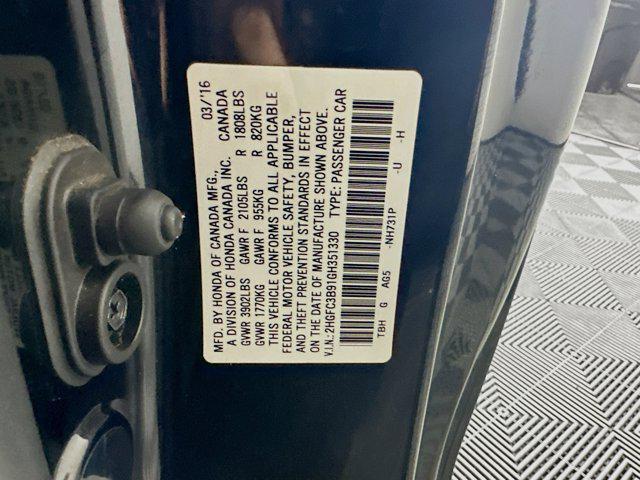 MFD. BY HONDA OF CANADA MFG., 03/'16
A DIVISION OF HONDA CANADA INC. CANADA
GVWR 3902LBS GAWR F 2105LBS R 1808LBS
GVWR 1770KG GAWR F 955KG R 820KG
THIS VEHICLE CONFORMS TO ALL APPLICABLE
FEDERAL MOTOR VEHICLE SAFETY, BUMPER,
AND THEFT PREVENTION STANDARDS IN EFFECT
ON THE DATE OF MANUFACTURE SHOWN ABOVE.
V.I.N.: 2HGFC3B91GH351330 TYPE: PASSENGER CAR
TBH G AG5 -NH731P -U -H